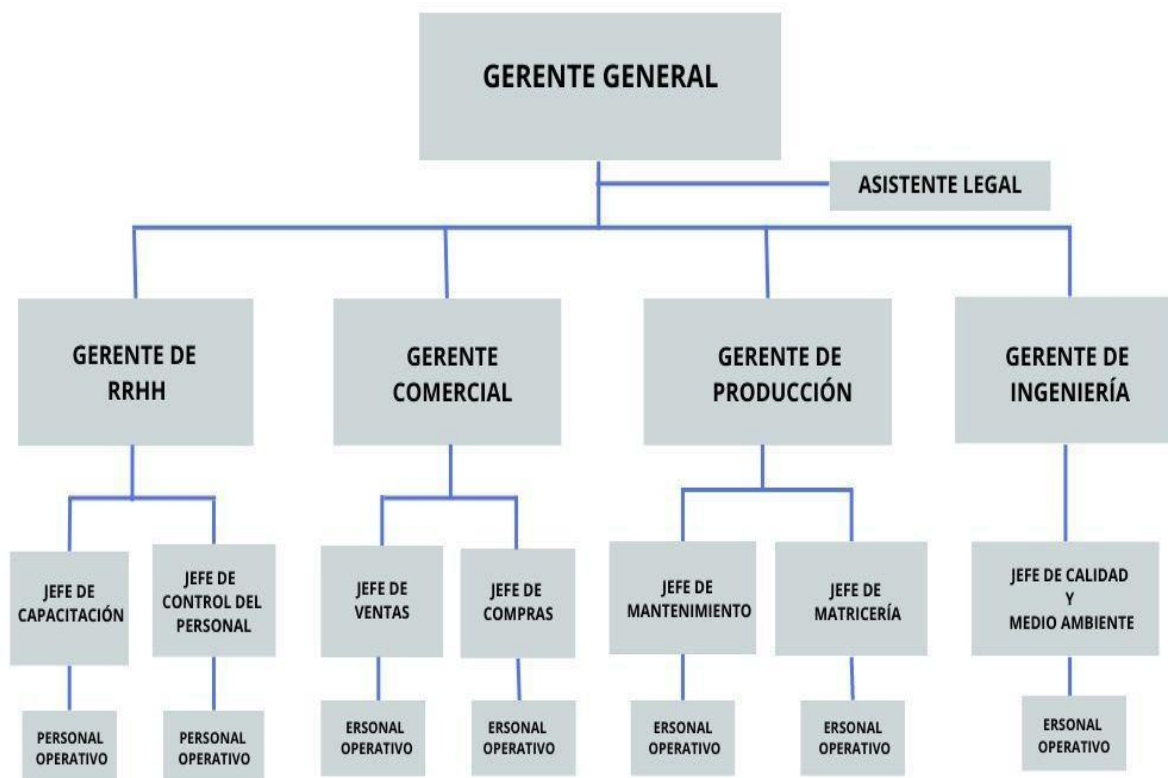 GERENTE GENERAL
ASISTENTE LEGAL
GERENTE DE
RRHH
GERENTE
COMERCIAL
GERENTE DE
PRODUCCIÓN
GERENTE DE
INGENIERÍA
JEFE DE
CAPACITACIÓN
JEFE DE
CONTROL DEL
PERSONAL
JEFE DE
VENTAS
JEFE DE
COMPRAS
JEFE DE
MANTENIMIENTO
JEFE DE
MATRICERÍA
JEFE DE CALIDAD
Y
MEDIO AMBIENTE
PERSONAL
OPERATIVO
PERSONAL
OPERATIVO
ERSONAL
OPERATIVO
ERSONAL
OPERATIVO
ERSONAL
OPERATIVO
ERSONAL
OPERATIVO
ERSONAL
OPERATIVO